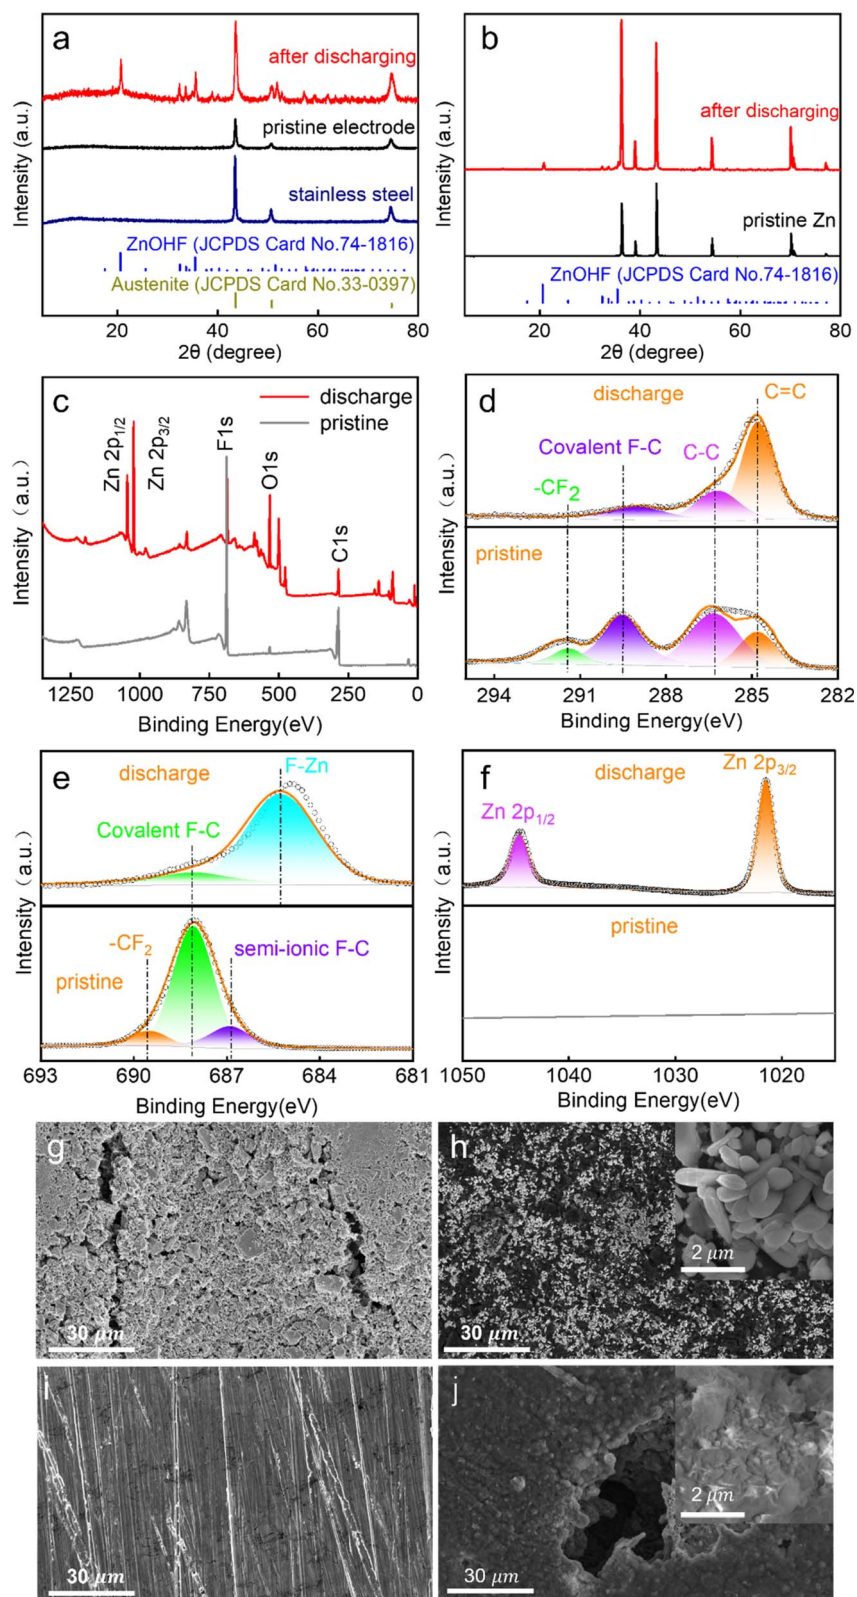 a
after discharging
pristine electrode
stainless steel
ZnOHF (JCPDS Card No.74-1816)
Austenite (JCPDS Card No.33-0397)
Intensity (a.u.)
20 40 60 80
2θ (degree)
b
after discharging
pristine Zn
ZnOHF (JCPDS Card No.74-1816)
Intensity (a.u.)
20 40 60 80
2θ (degree)
c
discharge
pristine
Zn 2p1/2
Zn 2p3/2
F1s
O1s
C1s
Intensity (a.u.)
1250 1000 750 500 250 0
Binding Energy(eV)
d
discharge
C=C
Covalent F-C
C-C
-CF2
pristine
Intensity (a.u.)
294 291 288 285 282
Binding Energy(eV)
e
discharge
F-Zn
Covalent F-C
-CF2
semi-ionic F-C
pristine
Intensity (a.u.)
693 690 687 684 681
Binding Energy(eV)
f
discharge
Zn 2p3/2
Zn 2p1/2
pristine
Intensity (a.u.)
1050 1040 1030 1020
Binding Energy(eV)
g
30 μm
h
2 μm
30 μm
i
30 μm
j
2 μm
30 μm